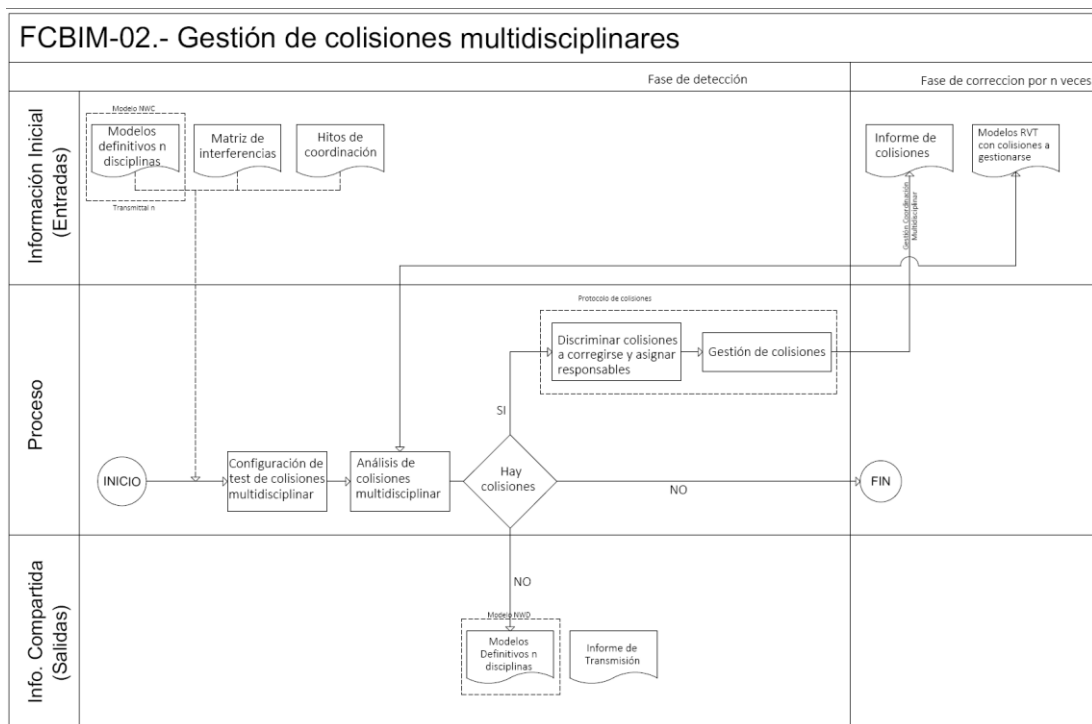 FCBIM-02.- Gestión de colisiones multidisciplinares
Fase de detección
Fase de correccion por n veces
Información Inicial
(Entradas)
Modelo NWC
Modelos
definitivos n
disciplinas
Transmittal n
Matriz de
interferencias
Hitos de
coordinación
Informe de
colisiones
Modelos RVT
con colisiones a
gestionarse
Gestión Coordinación
Multidisciplinar
Proceso
Protocolo de colisiones
Discriminar colisiones
a corregirse y asignar
responsables
Gestión de colisiones
SI
INICIO
Configuración de
test de colisiones
multidisciplinar
Análisis de
colisiones
multidisciplinar
Hay
colisiones
NO
FIN
Info. Compartida
(Salidas)
NO
Modelo NWD
Modelos
Definitivos n
disciplinas
Informe de
Transmisión